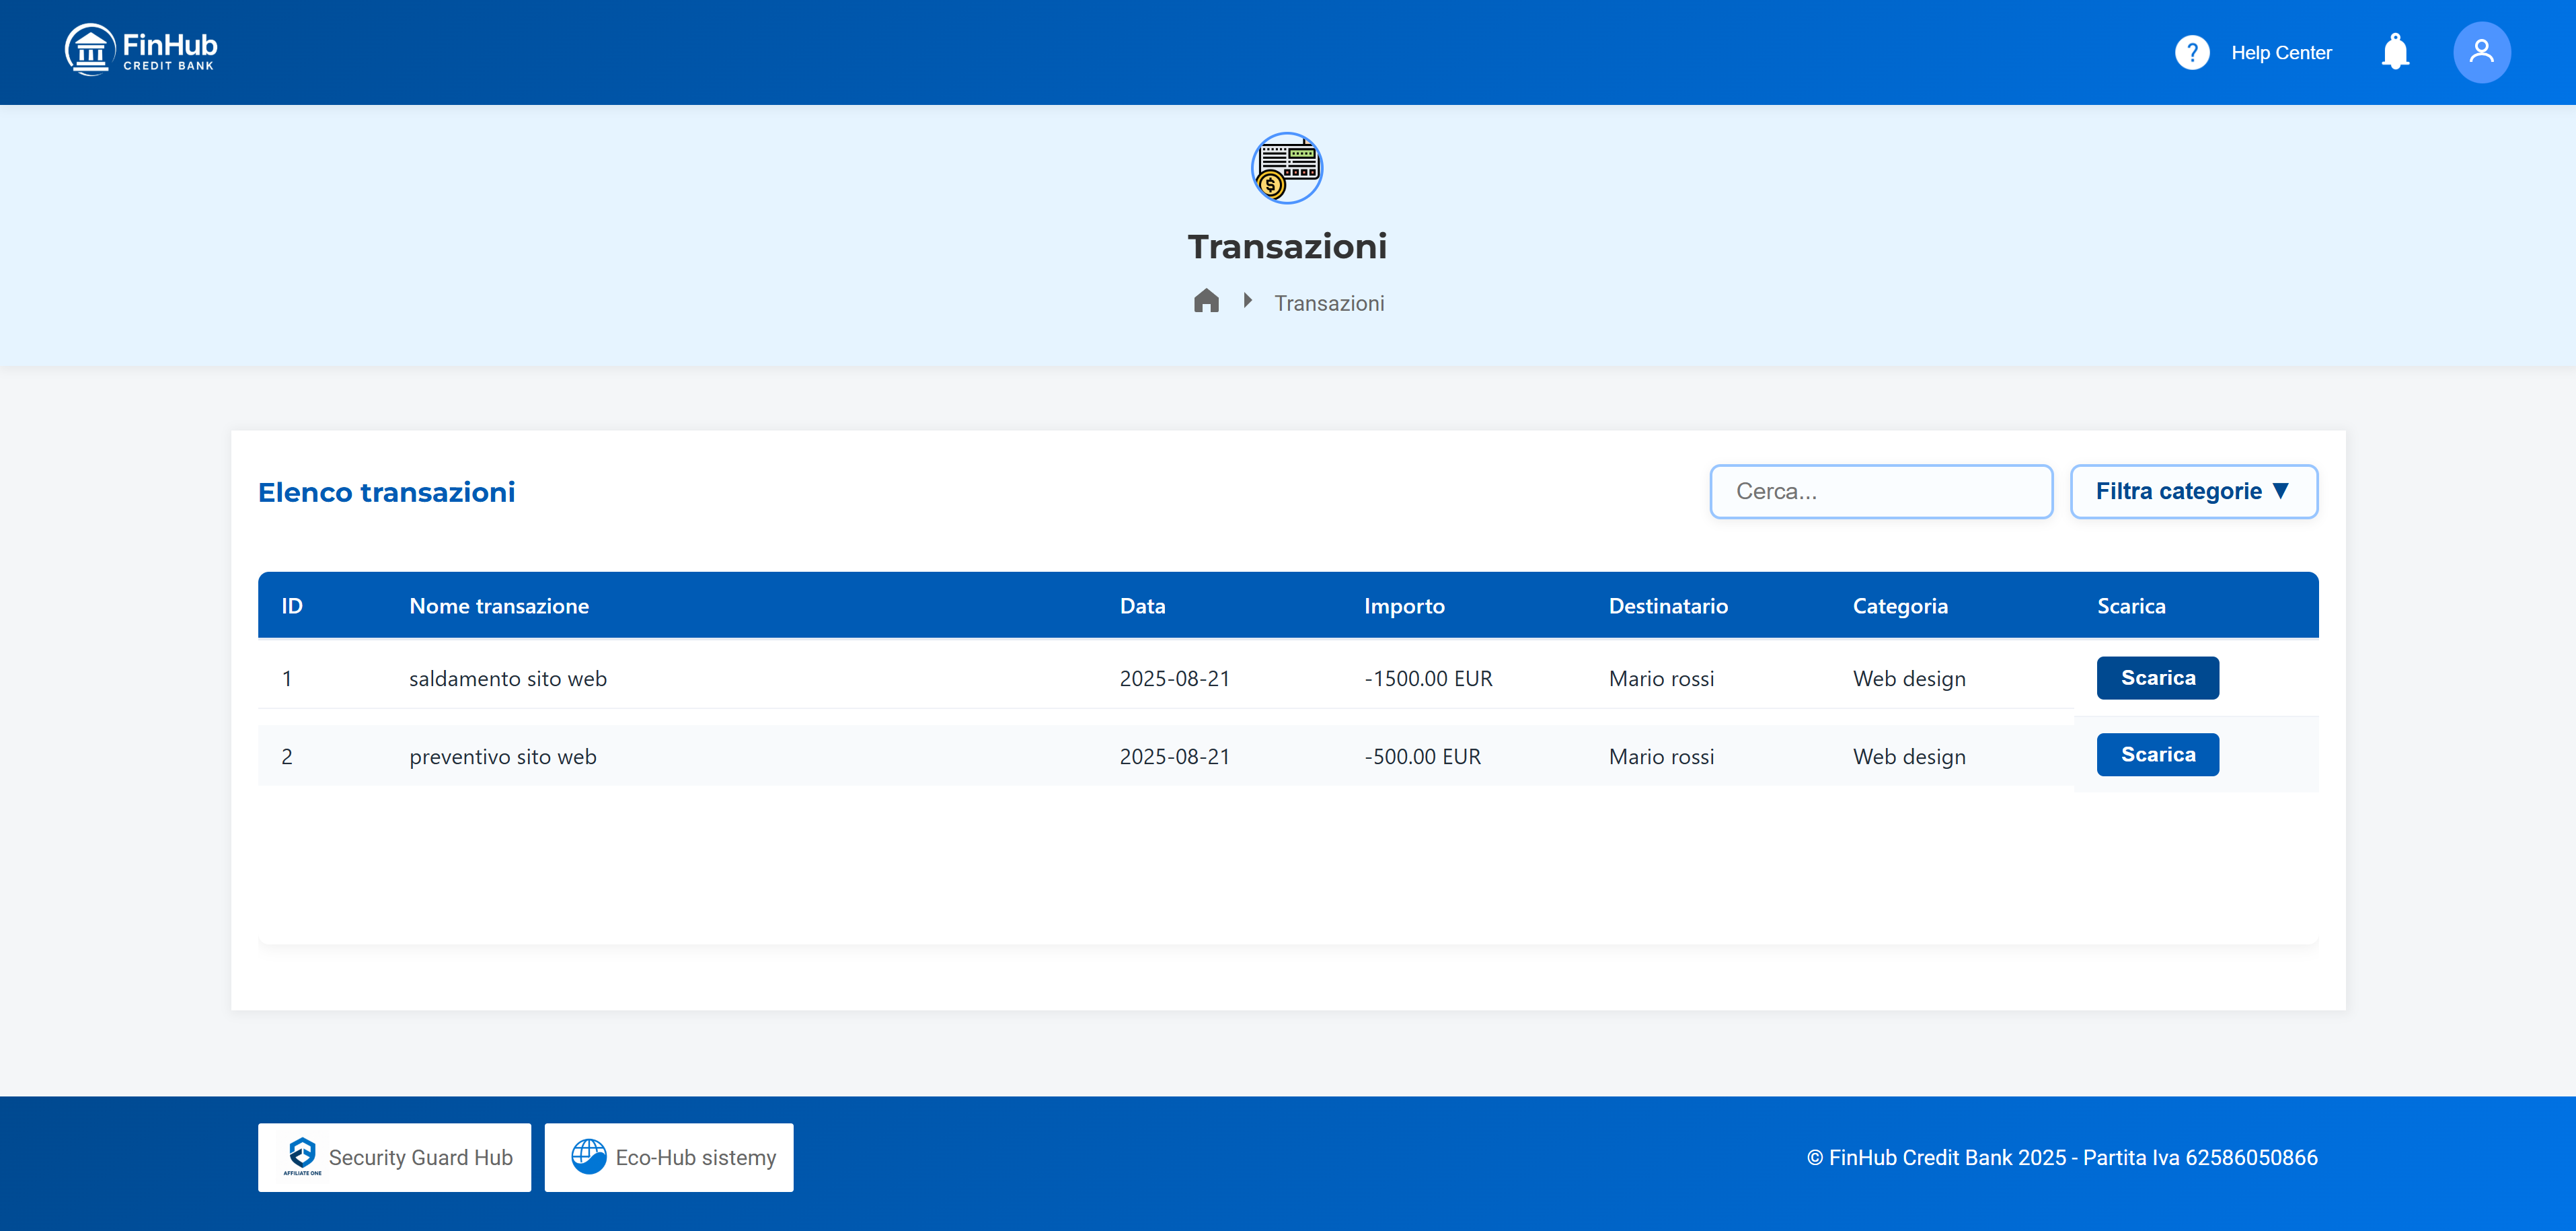 FinHub
CREDIT BANK
? Help Center
$
Transazioni
Transazioni
Elenco transazioni
Cerca...
Filtra categorie ▼
ID Nome transazione Data Importo Destinatario Categoria Scarica
1 saldamento sito web 2025-08-21 -1500.00 EUR Mario rossi Web design Scarica
2 preventivo sito web 2025-08-21 -500.00 EUR Mario rossi Web design Scarica
AFFILIATE ONE
Security Guard Hub
Eco-Hub sistemy
© FinHub Credit Bank 2025 - Partita Iva 62586050866